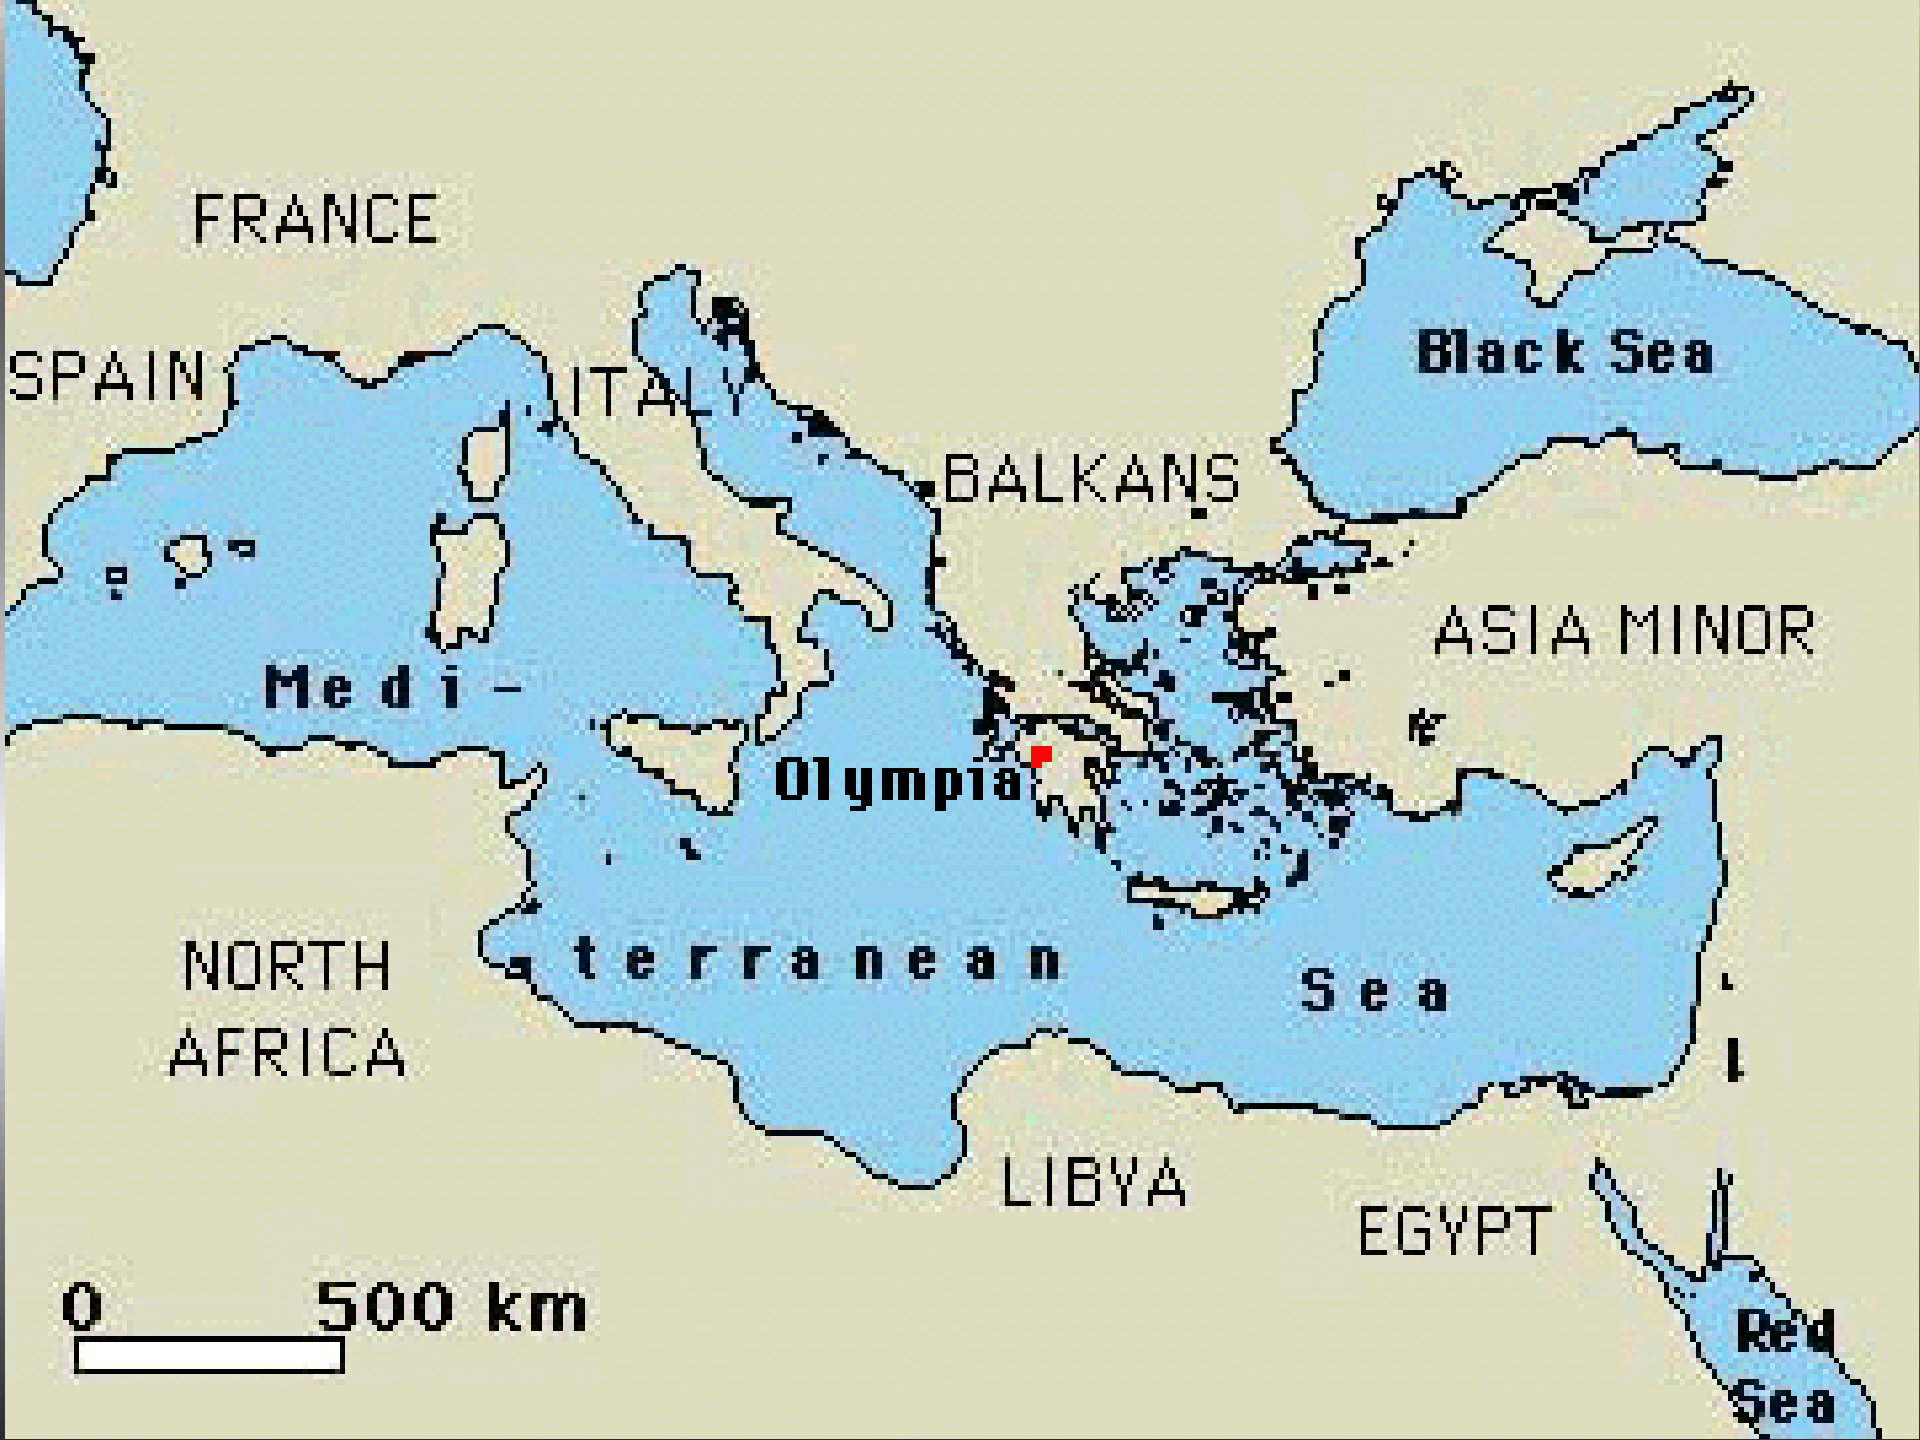 FRANCE
Black Sea
SPAIN
ITALY
BALKANS
ASIA MINOR
Medi-
Olympia
terranean
Sea
NORTH
AFRICA
LIBYA
EGYPT
0 500 km
Red
Sea